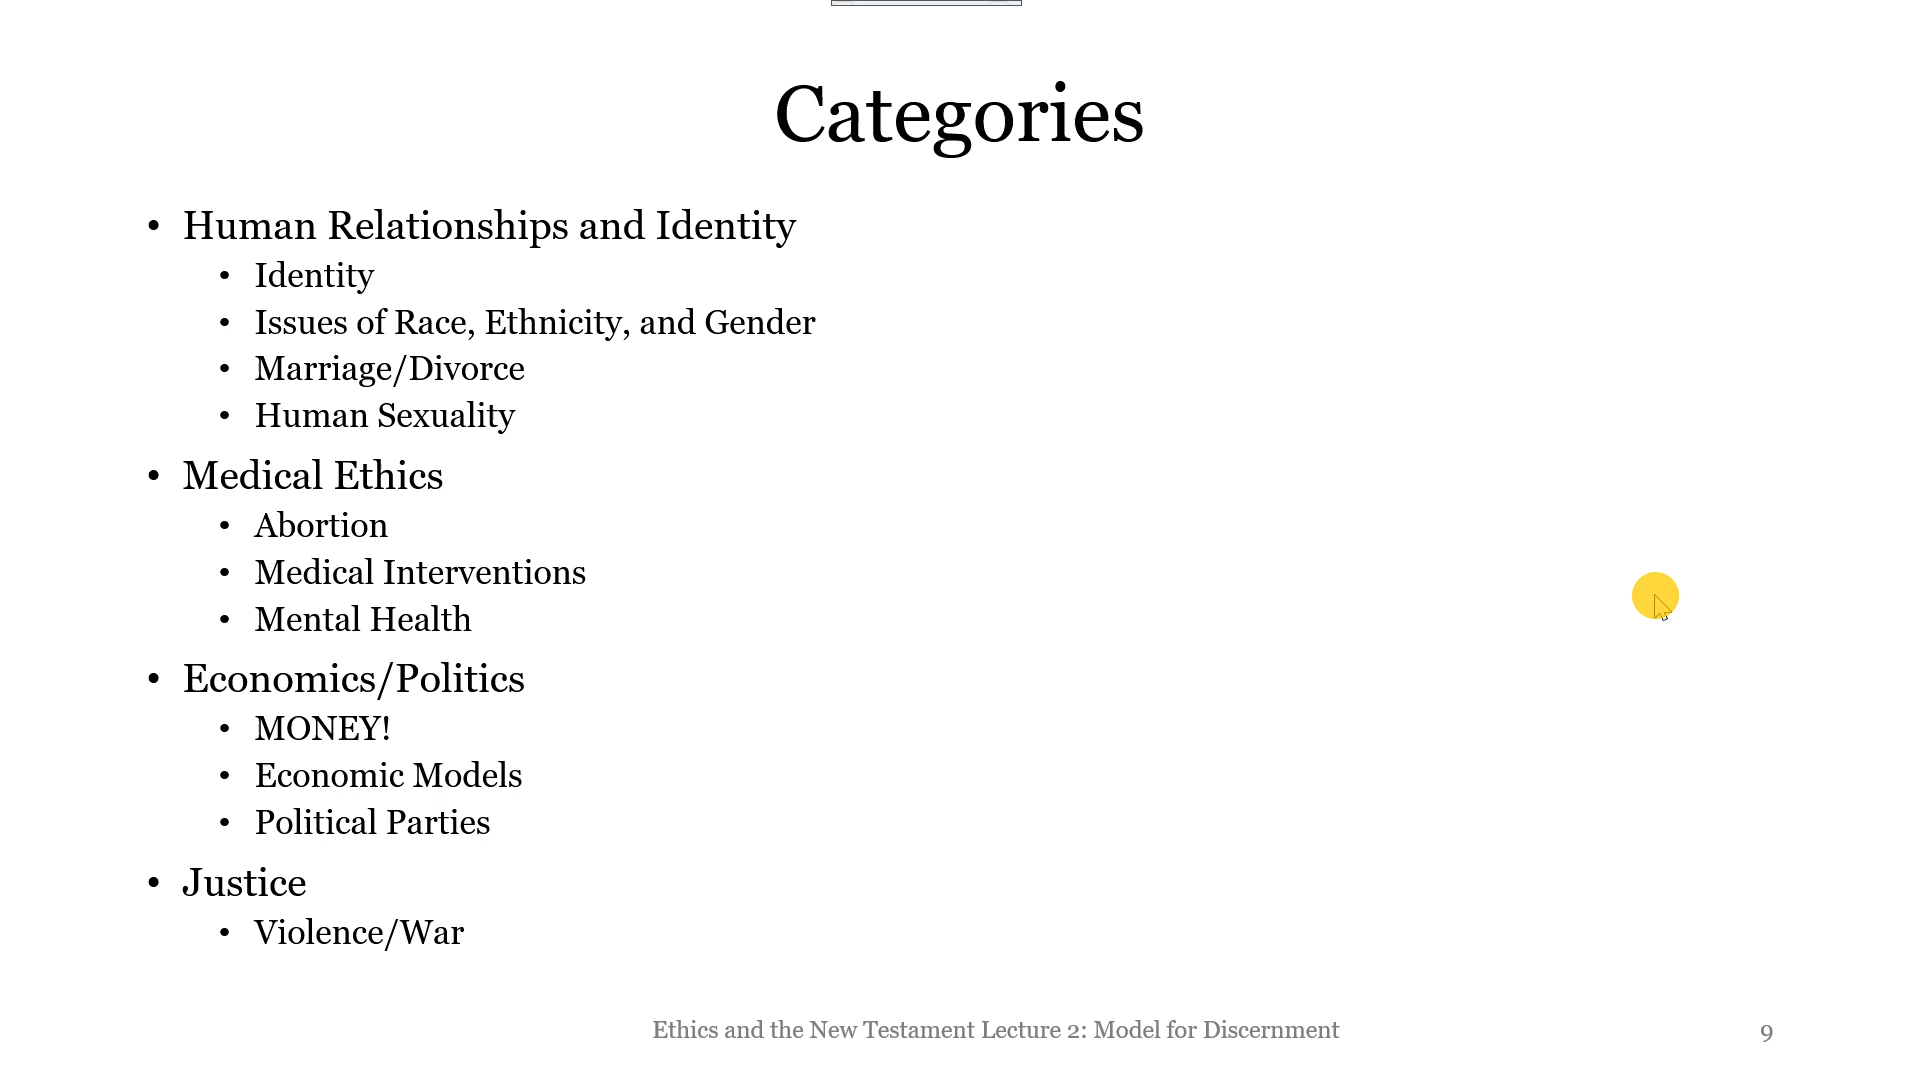 Categories
• Human Relationships and Identity
• Identity
• Issues of Race, Ethnicity, and Gender
• Marriage/Divorce
• Human Sexuality
• Medical Ethics
• Abortion
• Medical Interventions
• Mental Health
• Economics/Politics
• MONEY!
• Economic Models
• Political Parties
• Justice
• Violence/War
Ethics and the New Testament Lecture 2: Model for Discernment
9